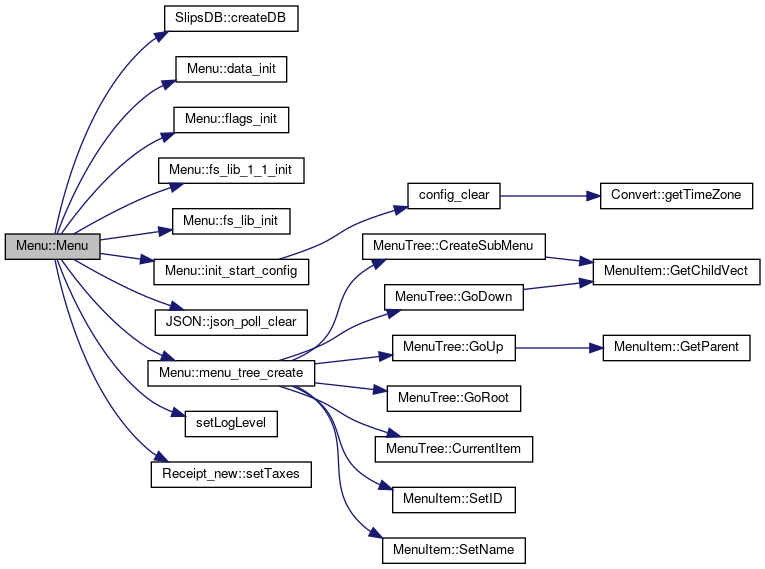 Menu::Menu
SlipsDB::createDB
Menu::data_init
Menu::flags_init
Menu::fs_lib_1_1_init
Menu::fs_lib_init
Menu::init_start_config
JSON::json_poll_clear
Menu::menu_tree_create
setLogLevel
Receipt_new::setTaxes
config_clear
MenuTree::CreateSubMenu
MenuTree::GoDown
MenuTree::GoUp
MenuTree::GoRoot
MenuTree::CurrentItem
MenuItem::SetID
MenuItem::SetName
Convert::getTimeZone
MenuItem::GetChildVect
MenuItem::GetParent